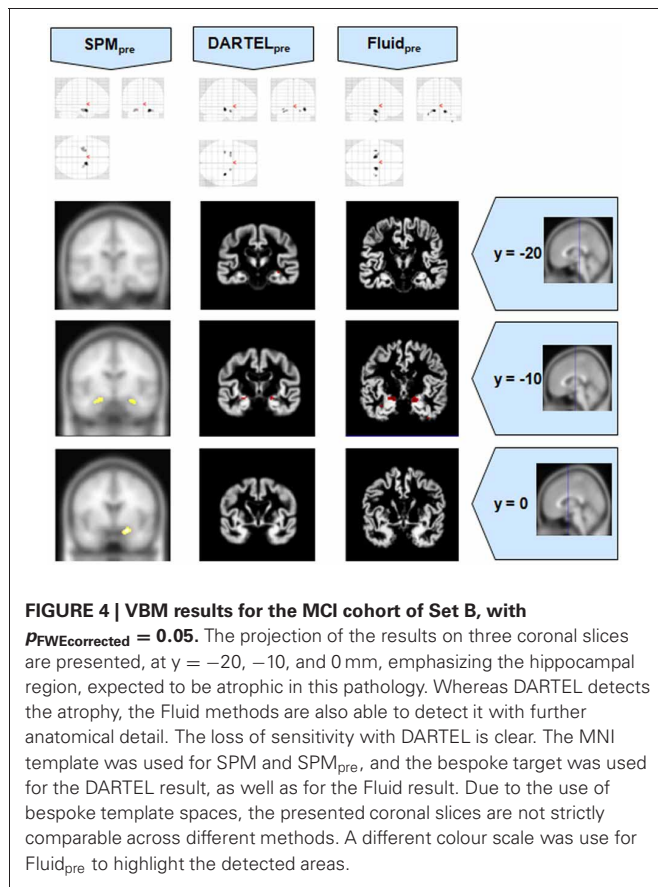 SPMpre DARTELpre Fluidpre
y = -20
y = -10
y = 0
FIGURE 4 | VBM results for the MCI cohort of Set B, with
pFWEcorrected = 0.05. The projection of the results on three coronal slices
are presented, at y = −20, −10, and 0 mm, emphasizing the hippocampal
region, expected to be atrophic in this pathology. Whereas DARTEL detects
the atrophy, the Fluid methods are also able to detect it with further
anatomical detail. The loss of sensitivity with DARTEL is clear. The MNI
template was used for SPM and SPMpre, and the bespoke target was used
for the DARTEL result, as well as for the Fluid result. Due to the use of
bespoke template spaces, the presented coronal slices are not strictly
comparable across different methods. A different colour scale was use for
Fluidpre to highlight the detected areas.